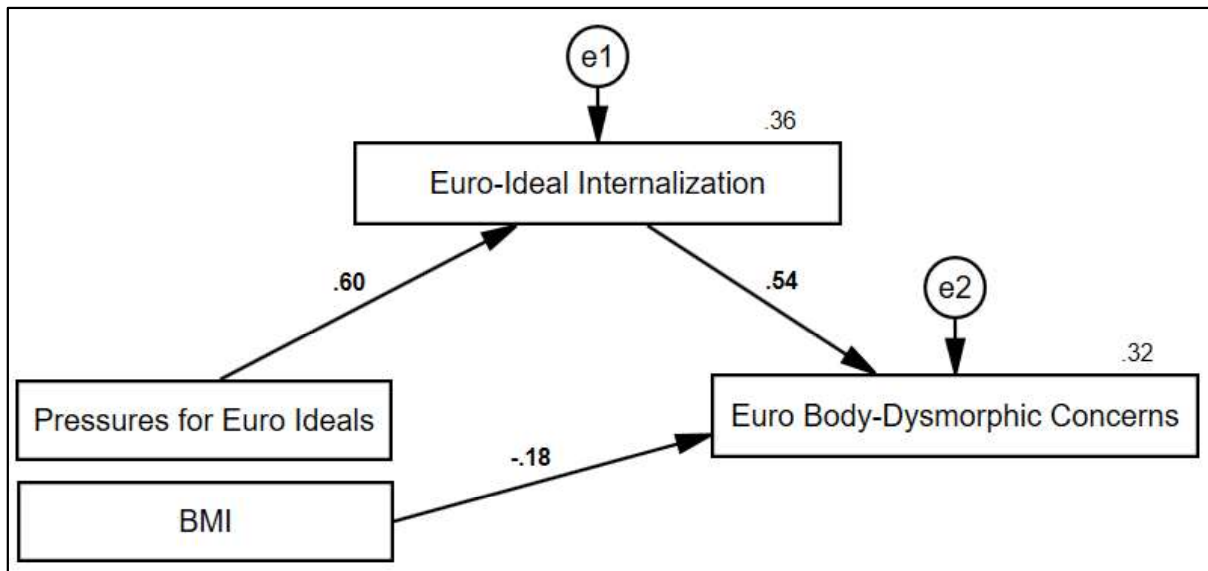 e1
.36
Euro-Ideal Internalization
.60
.54
e2
.32
Pressures for Euro Ideals
Euro Body-Dysmorphic Concerns
-.18
BMI